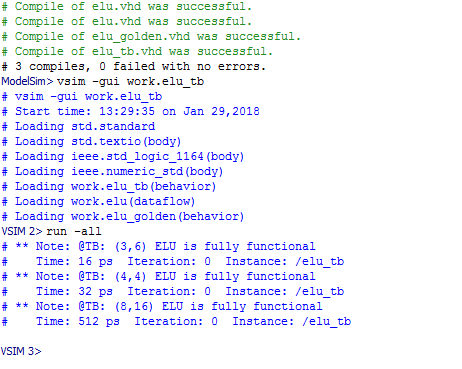 # Compile of elu.vhd was successful.
# Compile of elu.vhd was successful.
# Compile of elu_golden.vhd was successful.
# Compile of elu_tb.vhd was successful.
# 3 compiles, 0 failed with no errors.
ModelSim> vsim -gui work.elu_tb
# vsim -gui work.elu_tb
# Start time: 13:29:35 on Jan 29,2018
# Loading std.standard
# Loading std.textio(body)
# Loading ieee.std_logic_1164(body)
# Loading ieee.numeric_std(body)
# Loading work.elu_tb(behavior)
# Loading work.elu(dataflow)
# Loading work.elu_golden(behavior)
VSIM 2> run -all
# ** Note: @TB: (3,6) ELU is fully functional
#    Time: 16 ps  Iteration: 0  Instance: /elu_tb
# ** Note: @TB: (4,4) ELU is fully functional
#    Time: 32 ps  Iteration: 0  Instance: /elu_tb
# ** Note: @TB: (8,16) ELU is fully functional
#    Time: 512 ps  Iteration: 0  Instance: /elu_tb
VSIM 3>